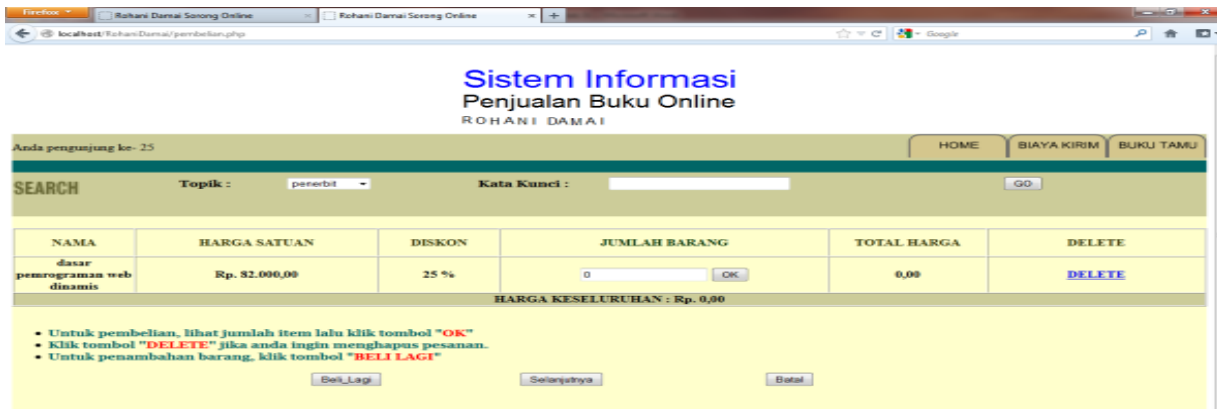 Firefox
Rohani Damai Sorong Online
Rohani Damai Sorong Online
localhost/RohaniDamai/pembelian.php
Google
Sistem Informasi
Penjualan Buku Online
ROHANI DAMAI
Anda pengunjung ke- 25
HOME
BIAYA KIRIM
BUKU TAMU
SEARCH
Topik :
penerbit
Kata Kunci :
GO
NAMA
HARGA SATUAN
DISKON
JUMLAH BARANG
TOTAL HARGA
DELETE
dasar
pemrograman web
dinamis
Rp. 82.000,00
25 %
0
OK
0,00
DELETE
HARGA KESELURUHAN : Rp. 0,00
• Untuk pembelian, lihat jumlah item lalu klik tombol "OK"
• Klik tombol "DELETE" jika anda ingin menghapus pesanan.
• Untuk penambahan barang, klik tombol "BELI LAGI"
Beli_Lagi
Selanjutnya
Batal